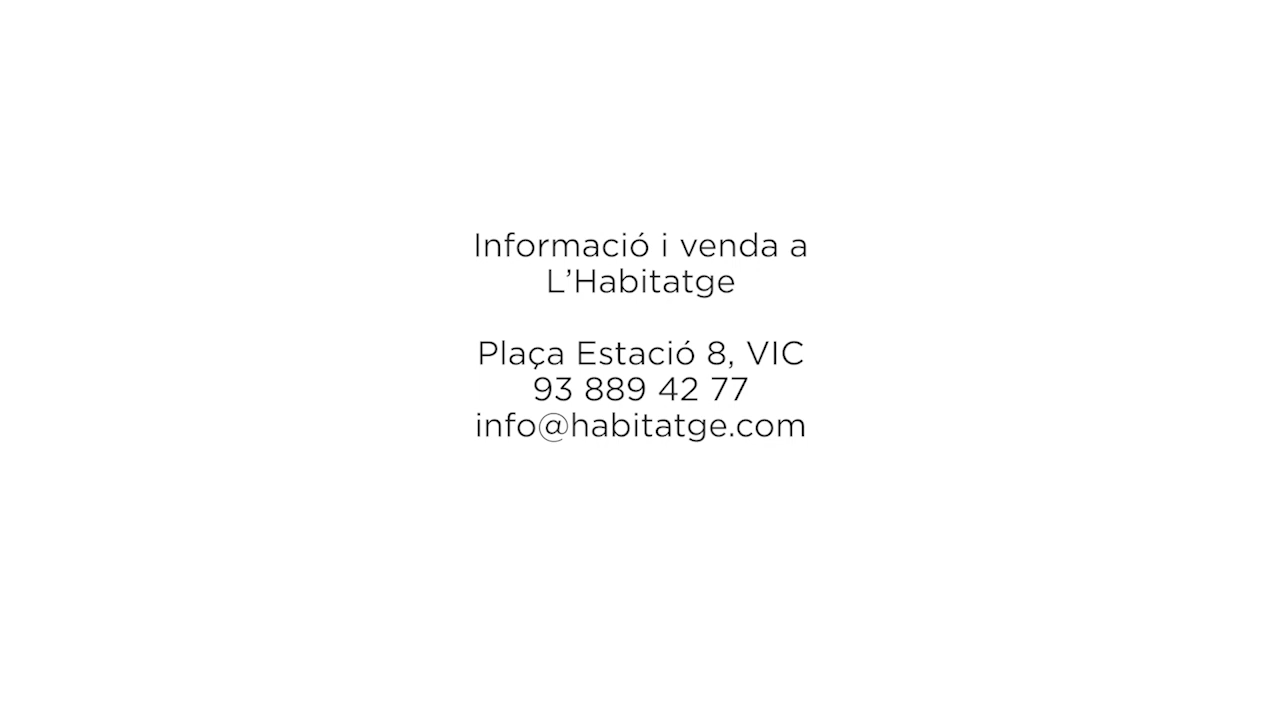 Informació i venda a
L’Habitatge
Plaça Estació 8, VIC
93 889 42 77
info@habitatge.com